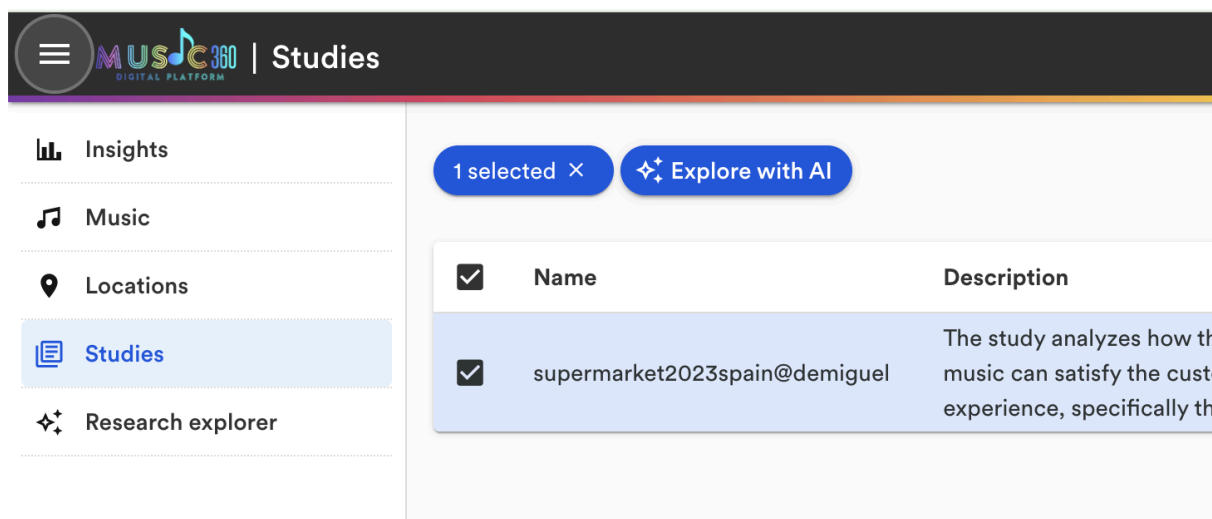 MUSIC360 | Studies
DIGITAL PLATFORM
Insights
Music
Locations
Studies
Research explorer
1 selected ×
Explore with AI
Name Description
supermarket2023spain@demiguel
The study analyzes how th
music can satisfy the cust
experience, specifically th